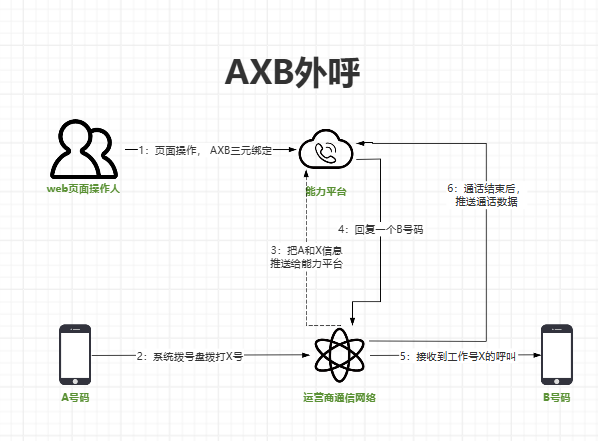 AXB外呼
1：页面操作， AXB三元绑定
web页面操作人
能力平台
6：通话结束后，
推送通话数据
4：回复一个B号码
3：把A和X信息
推送给能力平台
2：系统拨号盘拨打X号
5：接收到工作号X的呼叫
A号码
运营商通信网络
B号码